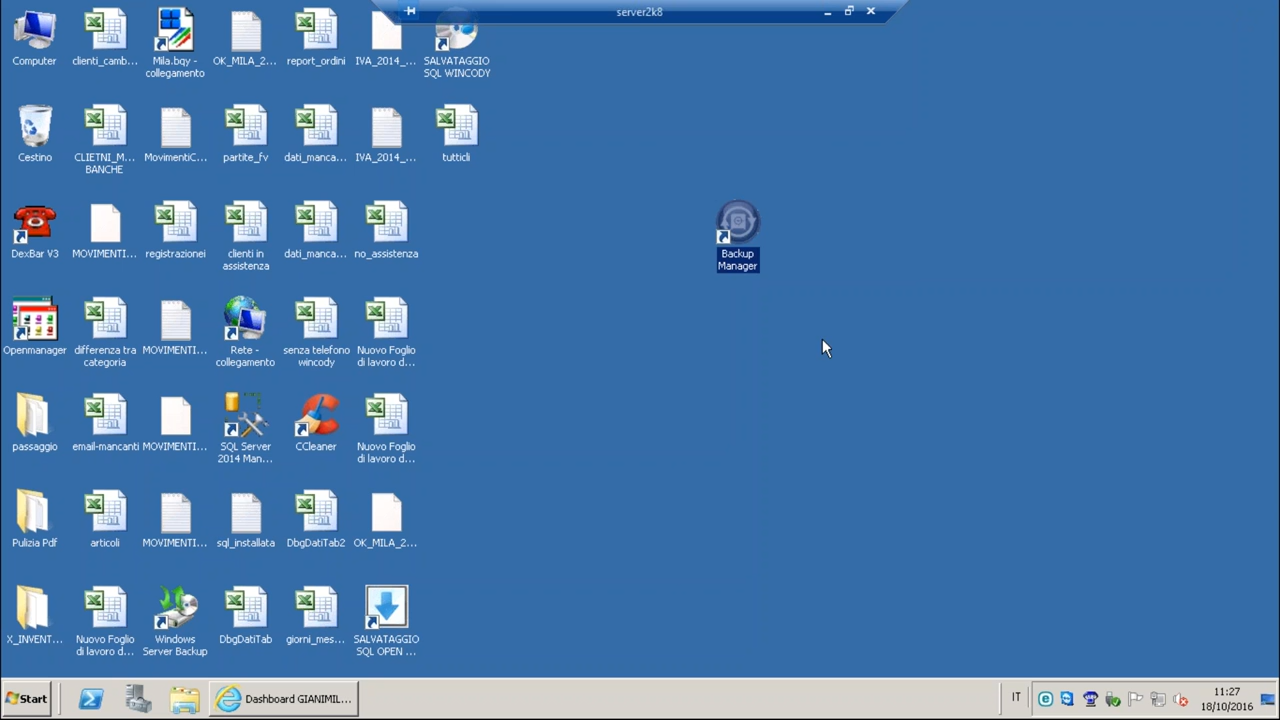 server2k8
Computer
clienti_camb...
Mila.bqy -
collegamento
OK_MILA_2...
report_ordini
IVA_2014_...
SALVATAGGIO
SQL WINCODY
Cestino
CLIETNI_M...
BANCHE
MovimentiC...
partite_fv
dati_manca...
IVA_2014_...
tutticli
DexBar V3
MOVIMENTI...
registrazionei
clienti in
assistenza
dati_manca...
no_assistenza
Backup
Manager
Openmanager
differenza tra
categoria
MOVIMENTI...
Rete -
collegamento
senza telefono
wincody
Nuovo Foglio
di lavoro d...
passaggio
email-mancanti
MOVIMENTI...
SQL Server
2014 Man...
CCleaner
Nuovo Foglio
di lavoro d...
Pulizia Pdf
articoli
MOVIMENTI...
sql_installata
DbgDatiTab2
OK_MILA_2...
X_INVENT...
Nuovo Foglio
di lavoro d...
Windows
Server Backup
DbgDatiTab
giorni_mes...
SALVATAGGIO
SQL OPEN ...
Start
Dashboard GIANIMIL...
IT
11:27
18/10/2016